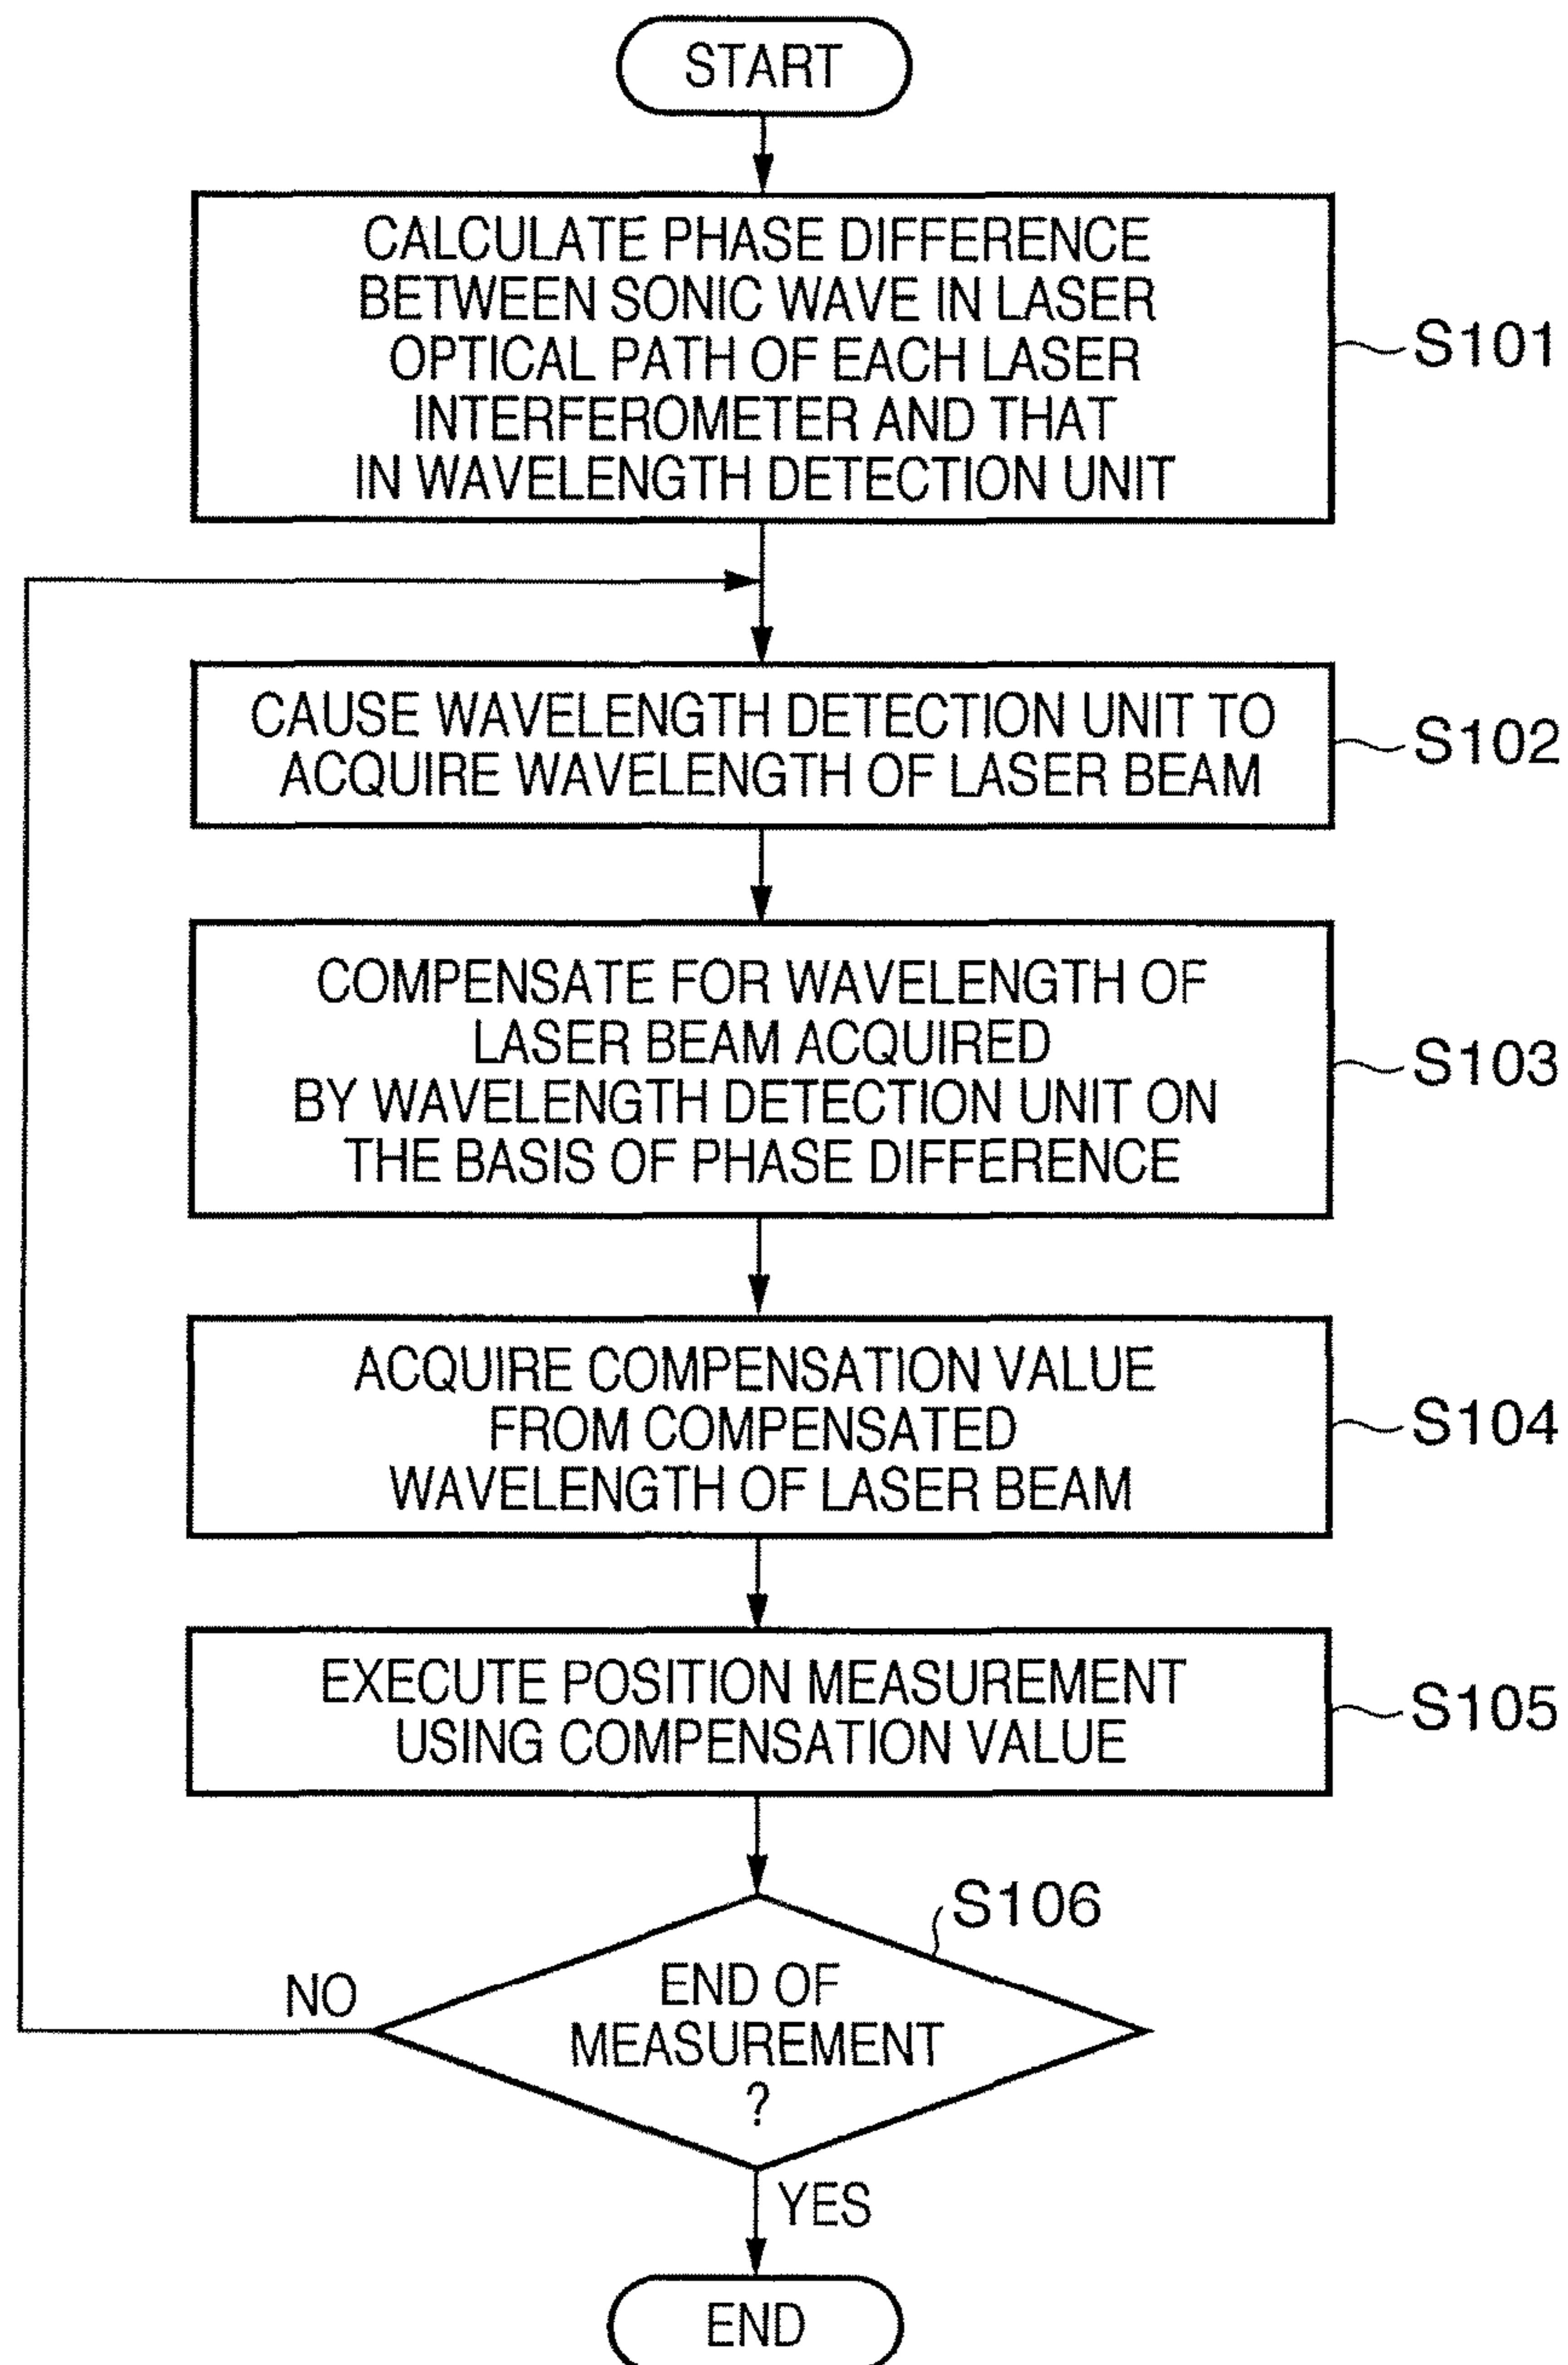 START
CALCULATE PHASE DIFFERENCE
BETWEEN SONIC WAVE IN LASER
OPTICAL PATH OF EACH LASER
INTERFEROMETER AND THAT
IN WAVELENGTH DETECTION UNIT
S101
CAUSE WAVELENGTH DETECTION UNIT TO
ACQUIRE WAVELENGTH OF LASER BEAM
S102
COMPENSATE FOR WAVELENGTH OF
LASER BEAM ACQUIRED
BY WAVELENGTH DETECTION UNIT ON
THE BASIS OF PHASE DIFFERENCE
S103
ACQUIRE COMPENSATION VALUE
FROM COMPENSATED
WAVELENGTH OF LASER BEAM
S104
EXECUTE POSITION MEASUREMENT
USING COMPENSATION VALUE
S105
S106
END OF
MEASUREMENT
?
NO
YES
END